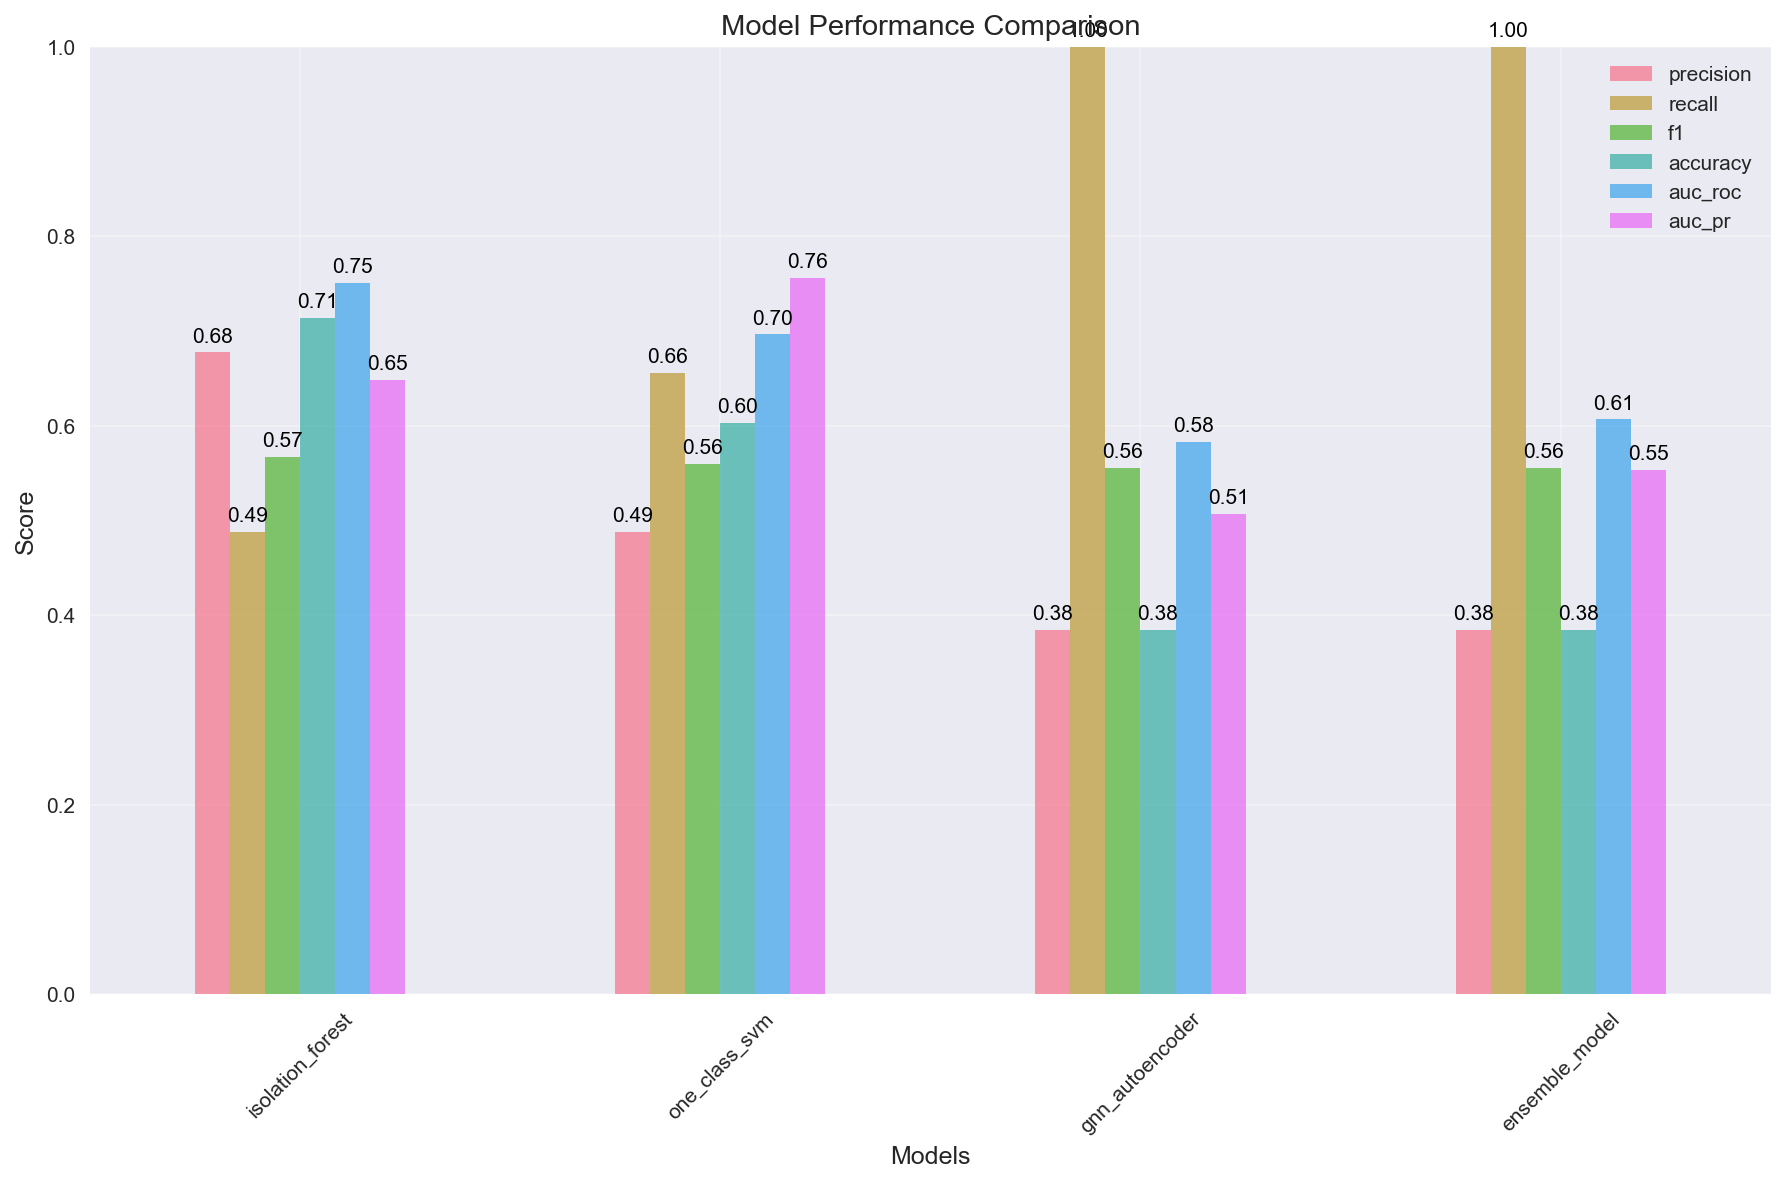 Model Performance Comparison
1.00
1.00
1.0
precision
recall
f1
accuracy
auc_roc
auc_pr
0.8
0.6
0.4
0.2
0.0
Score
0.68
0.49
0.57
0.71
0.75
0.65
0.49
0.66
0.56
0.60
0.70
0.76
0.38
0.56
0.38
0.58
0.51
0.38
0.56
0.38
0.61
0.55
isolation_forest
one_class_svm
gnn_autoencoder
ensemble_model
Models